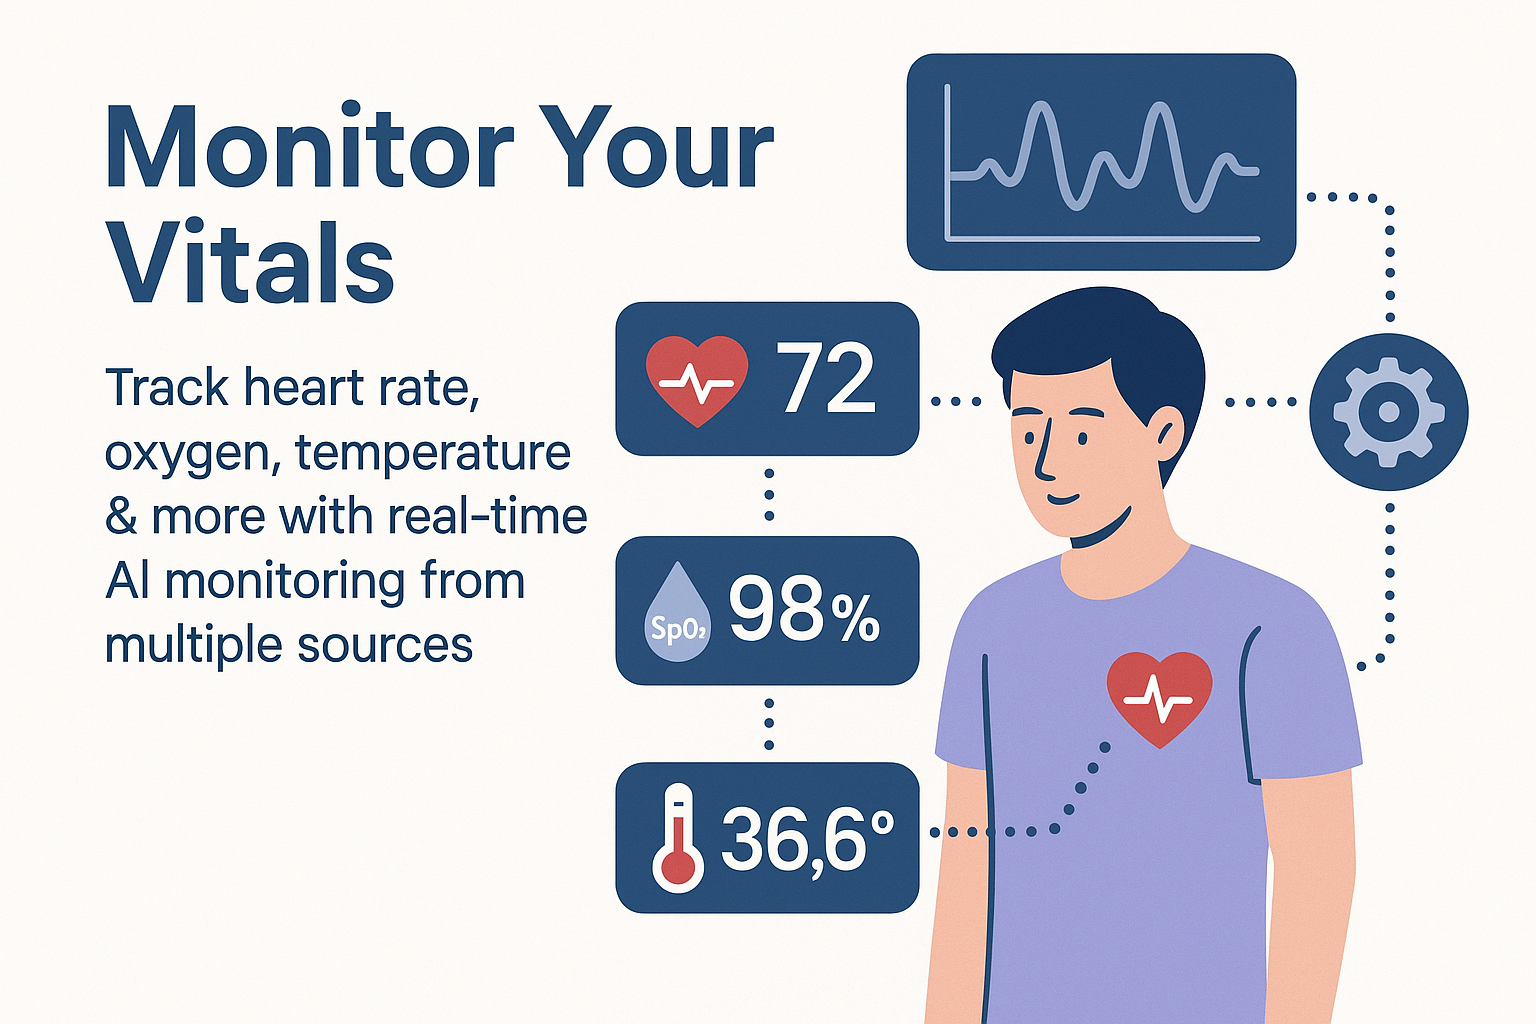 Monitor Your
Vitals
Track heart rate,
oxygen, temperature
& more with real-time
AI monitoring from
multiple sources
72
SpO₂ 98%
36,6°